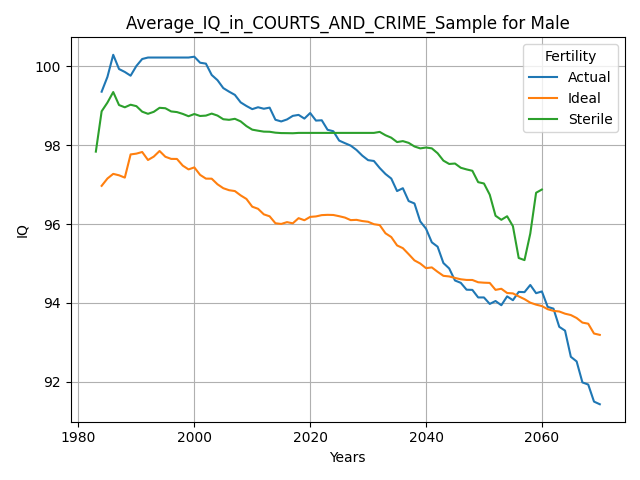 Average_IQ_in_COURTS_AND_CRIME_Sample for Male
Fertility
Actual
Ideal
Sterile
IQ
100
98
96
94
92
1980 2000 2020 2040 2060
Years